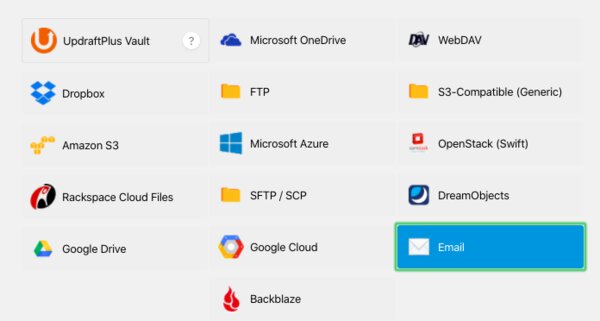 UpdraftPlus Vault ?
Microsoft OneDrive
DAV WebDAV
Dropbox
FTP
S3-Compatible (Generic)
Amazon S3
Microsoft Azure
OpenStack (Swift)
Rackspace Cloud Files
SFTP / SCP
DreamObjects
Google Drive
Google Cloud
Email
Backblaze